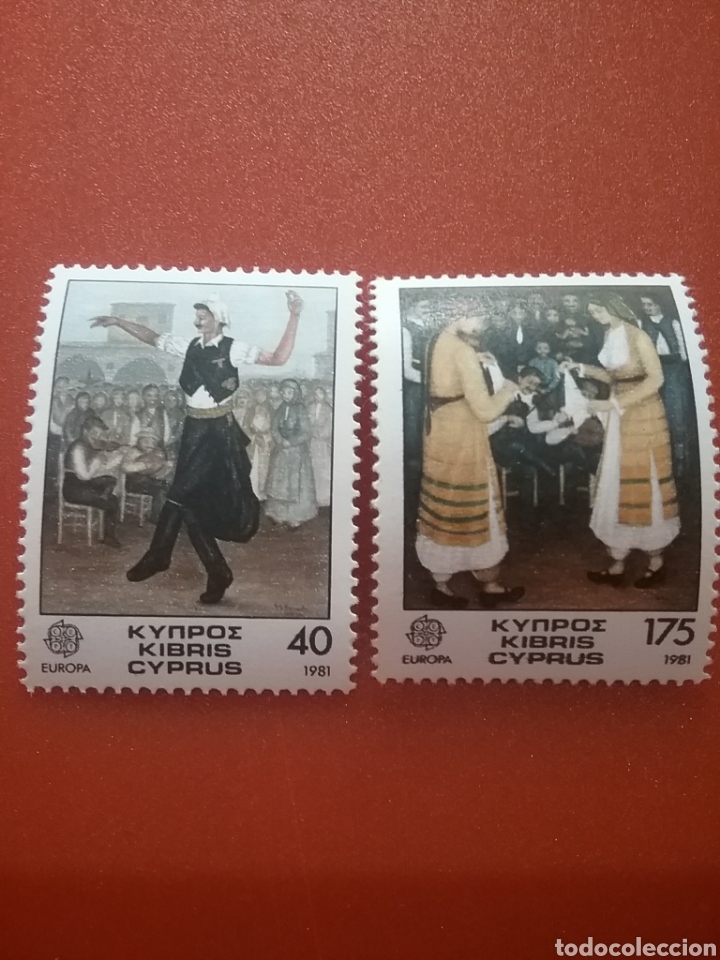 ΚΥΠΡΟΣ
KIBRIS
CYPRUS
40
1981
EUROPA
ΚΥΠΡΟΣ
KIBRIS
CYPRUS
175
1981
EUROPA
todocoleccion